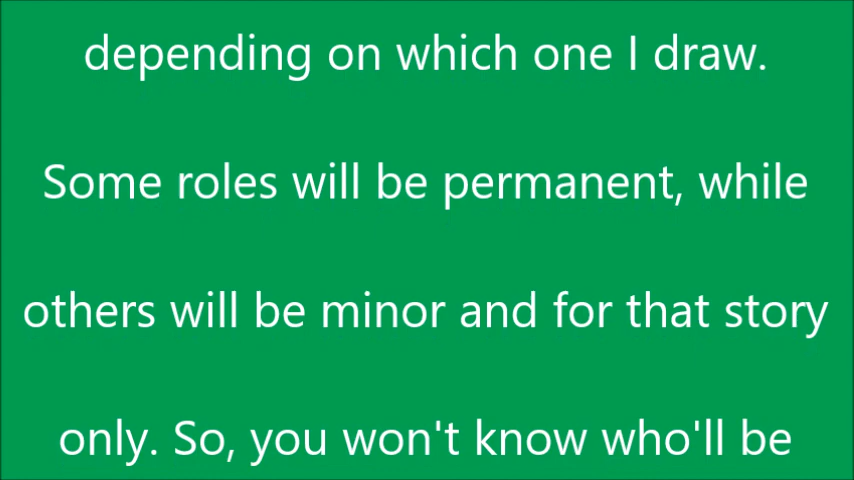 depending on which one I draw.
Some roles will be permanent, while
others will be minor and for that story
only. So, you won't know who'll be